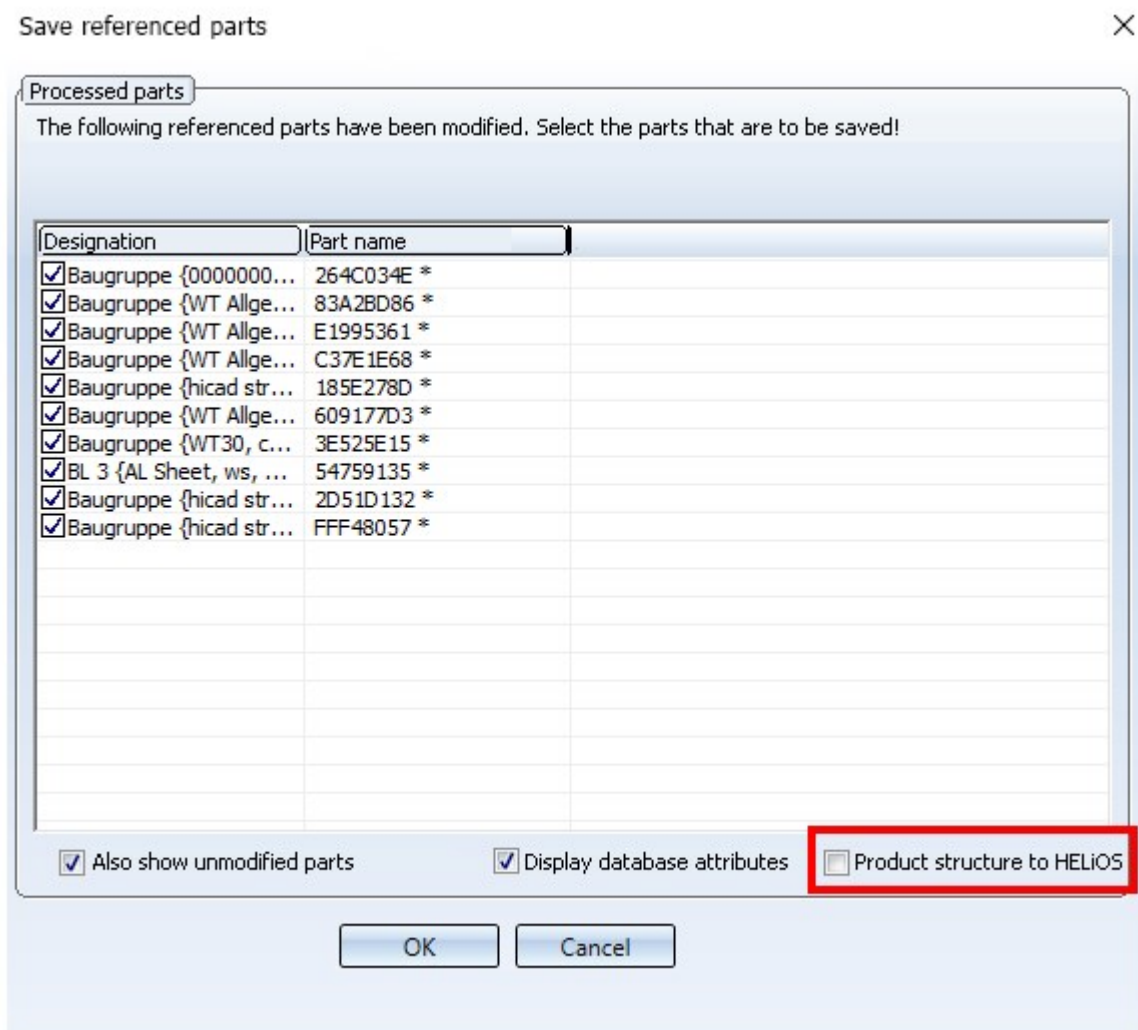 Save referenced parts
Processed parts
The following referenced parts have been modified. Select the parts that are to be saved!
Designation Part name
Baugruppe {0000000... 264C034E *
Baugruppe {WT Allge... 83A2BD86 *
Baugruppe {WT Allge... E1995361 *
Baugruppe {WT Allge... C37E1E68 *
Baugruppe {hicad str... 185E278D *
Baugruppe {WT Allge... 609177D3 *
Baugruppe {WT30, c... 3E525E15 *
BL 3 {AL Sheet, ws, ... 54759135 *
Baugruppe {hicad str... 2D51D132 *
Baugruppe {hicad str... FFF48057 *
Also show unmodified parts Display database attributes Product structure to HELiOS
OK Cancel